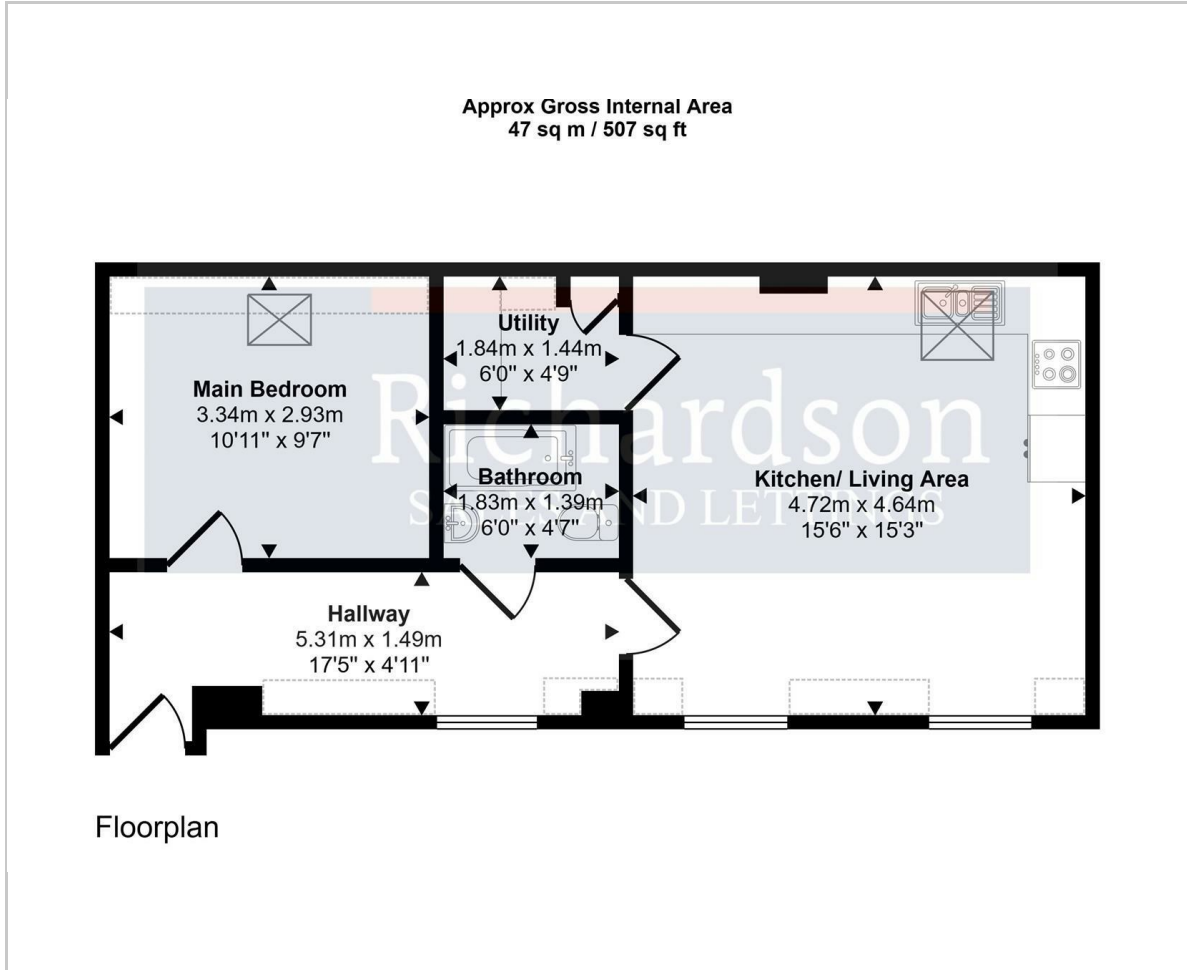 Approx Gross Internal Area
47 sq m / 507 sq ft
Utility
1.84m x 1.44m
6'0" x 4'9"
Main Bedroom
3.34m x 2.93m
10'11" x 9'7"
Richardson
SALES AND LETTINGS
Bathroom
1.83m x 1.39m
6'0" x 4'7"
Kitchen/ Living Area
4.72m x 4.64m
15'6" x 15'3"
Hallway
5.31m x 1.49m
17'5" x 4'11"
Floorplan